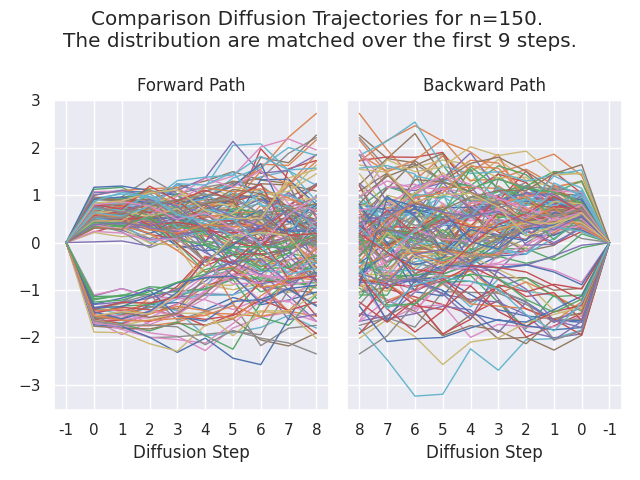 Comparison Diffusion Trajectories for n=150.
The distribution are matched over the first 9 steps.
Forward Path
Backward Path
3
2
1
0
−1
−2
−3
-1 0 1 2 3 4 5 6 7 8
8 7 6 5 4 3 2 1 0 -1
Diffusion Step
Diffusion Step